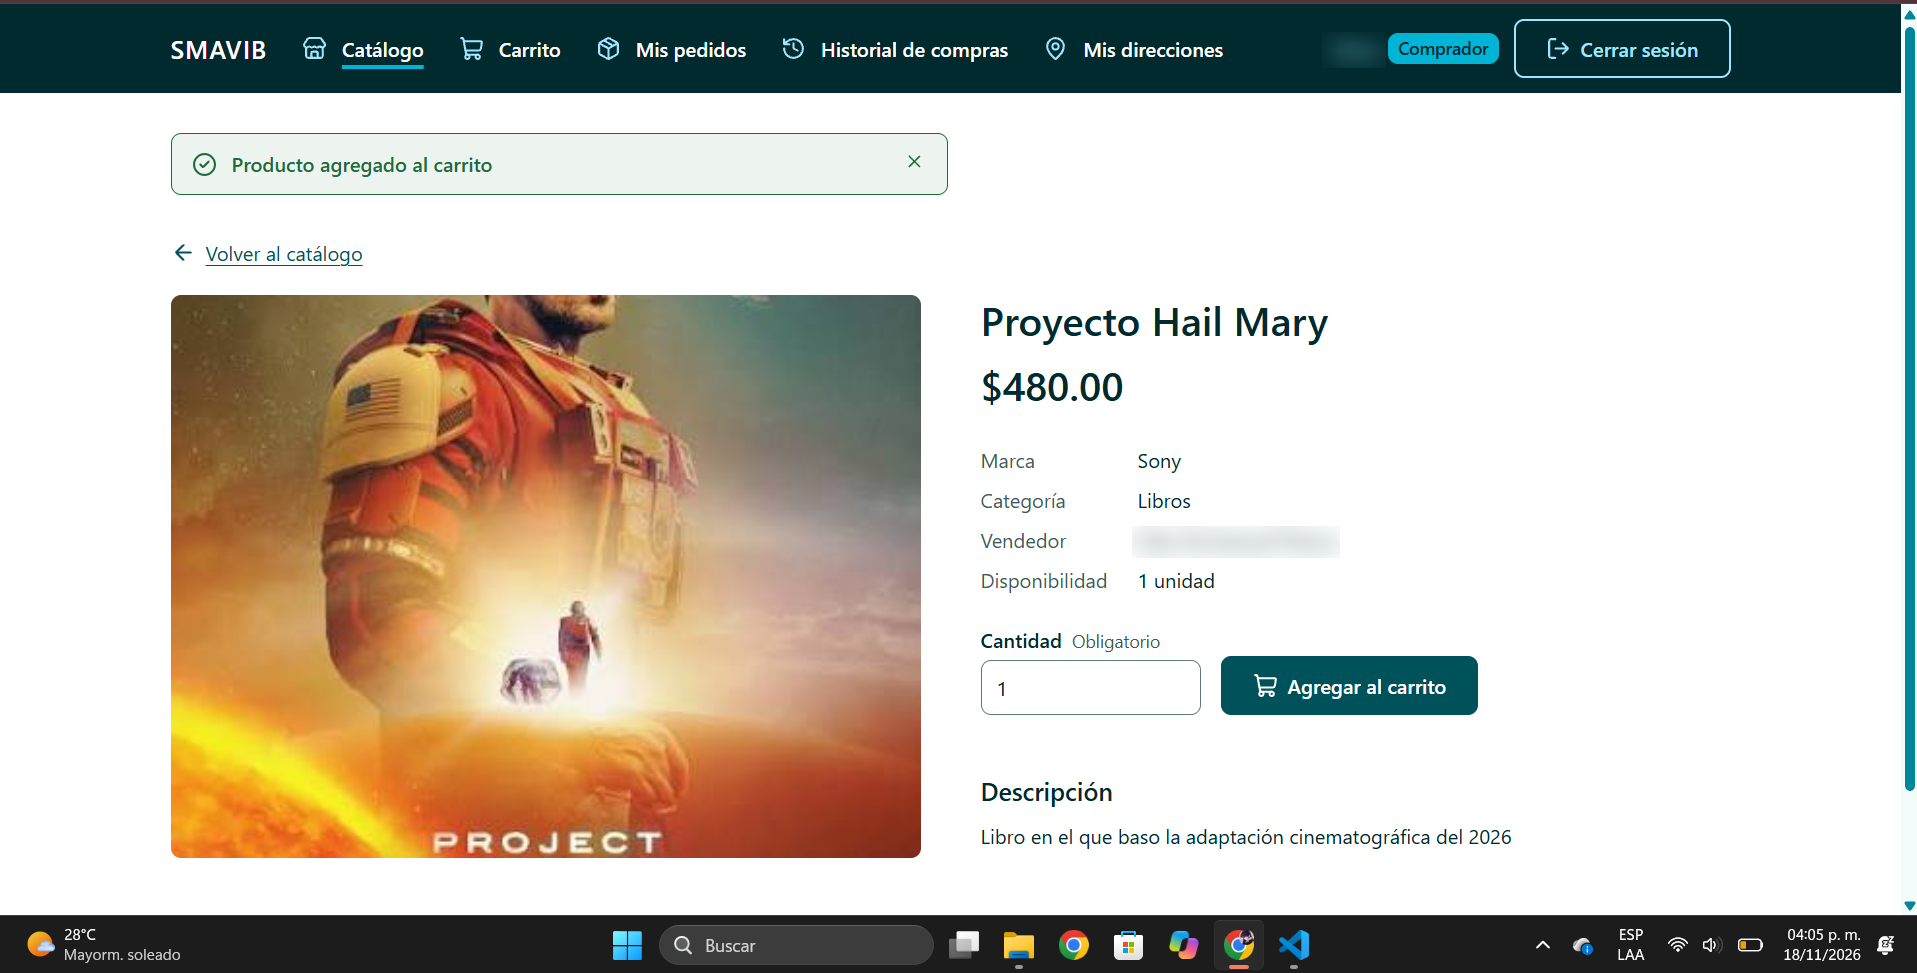 SMAVIB
Catálogo
Carrito
Mis pedidos
Historial de compras
Mis direcciones
Comprador
Cerrar sesión
Producto agregado al carrito
Volver al catálogo
PROJECT
Proyecto Hail Mary
$480.00
Marca Sony
Categoría Libros
Vendedor
Disponibilidad 1 unidad
Cantidad Obligatorio
1
Agregar al carrito
Descripción
Libro en el que baso la adaptación cinematográfica del 2026
28°C
Mayorm. soleado
Buscar
ESP
LAA
04:05 p. m.
18/11/2026